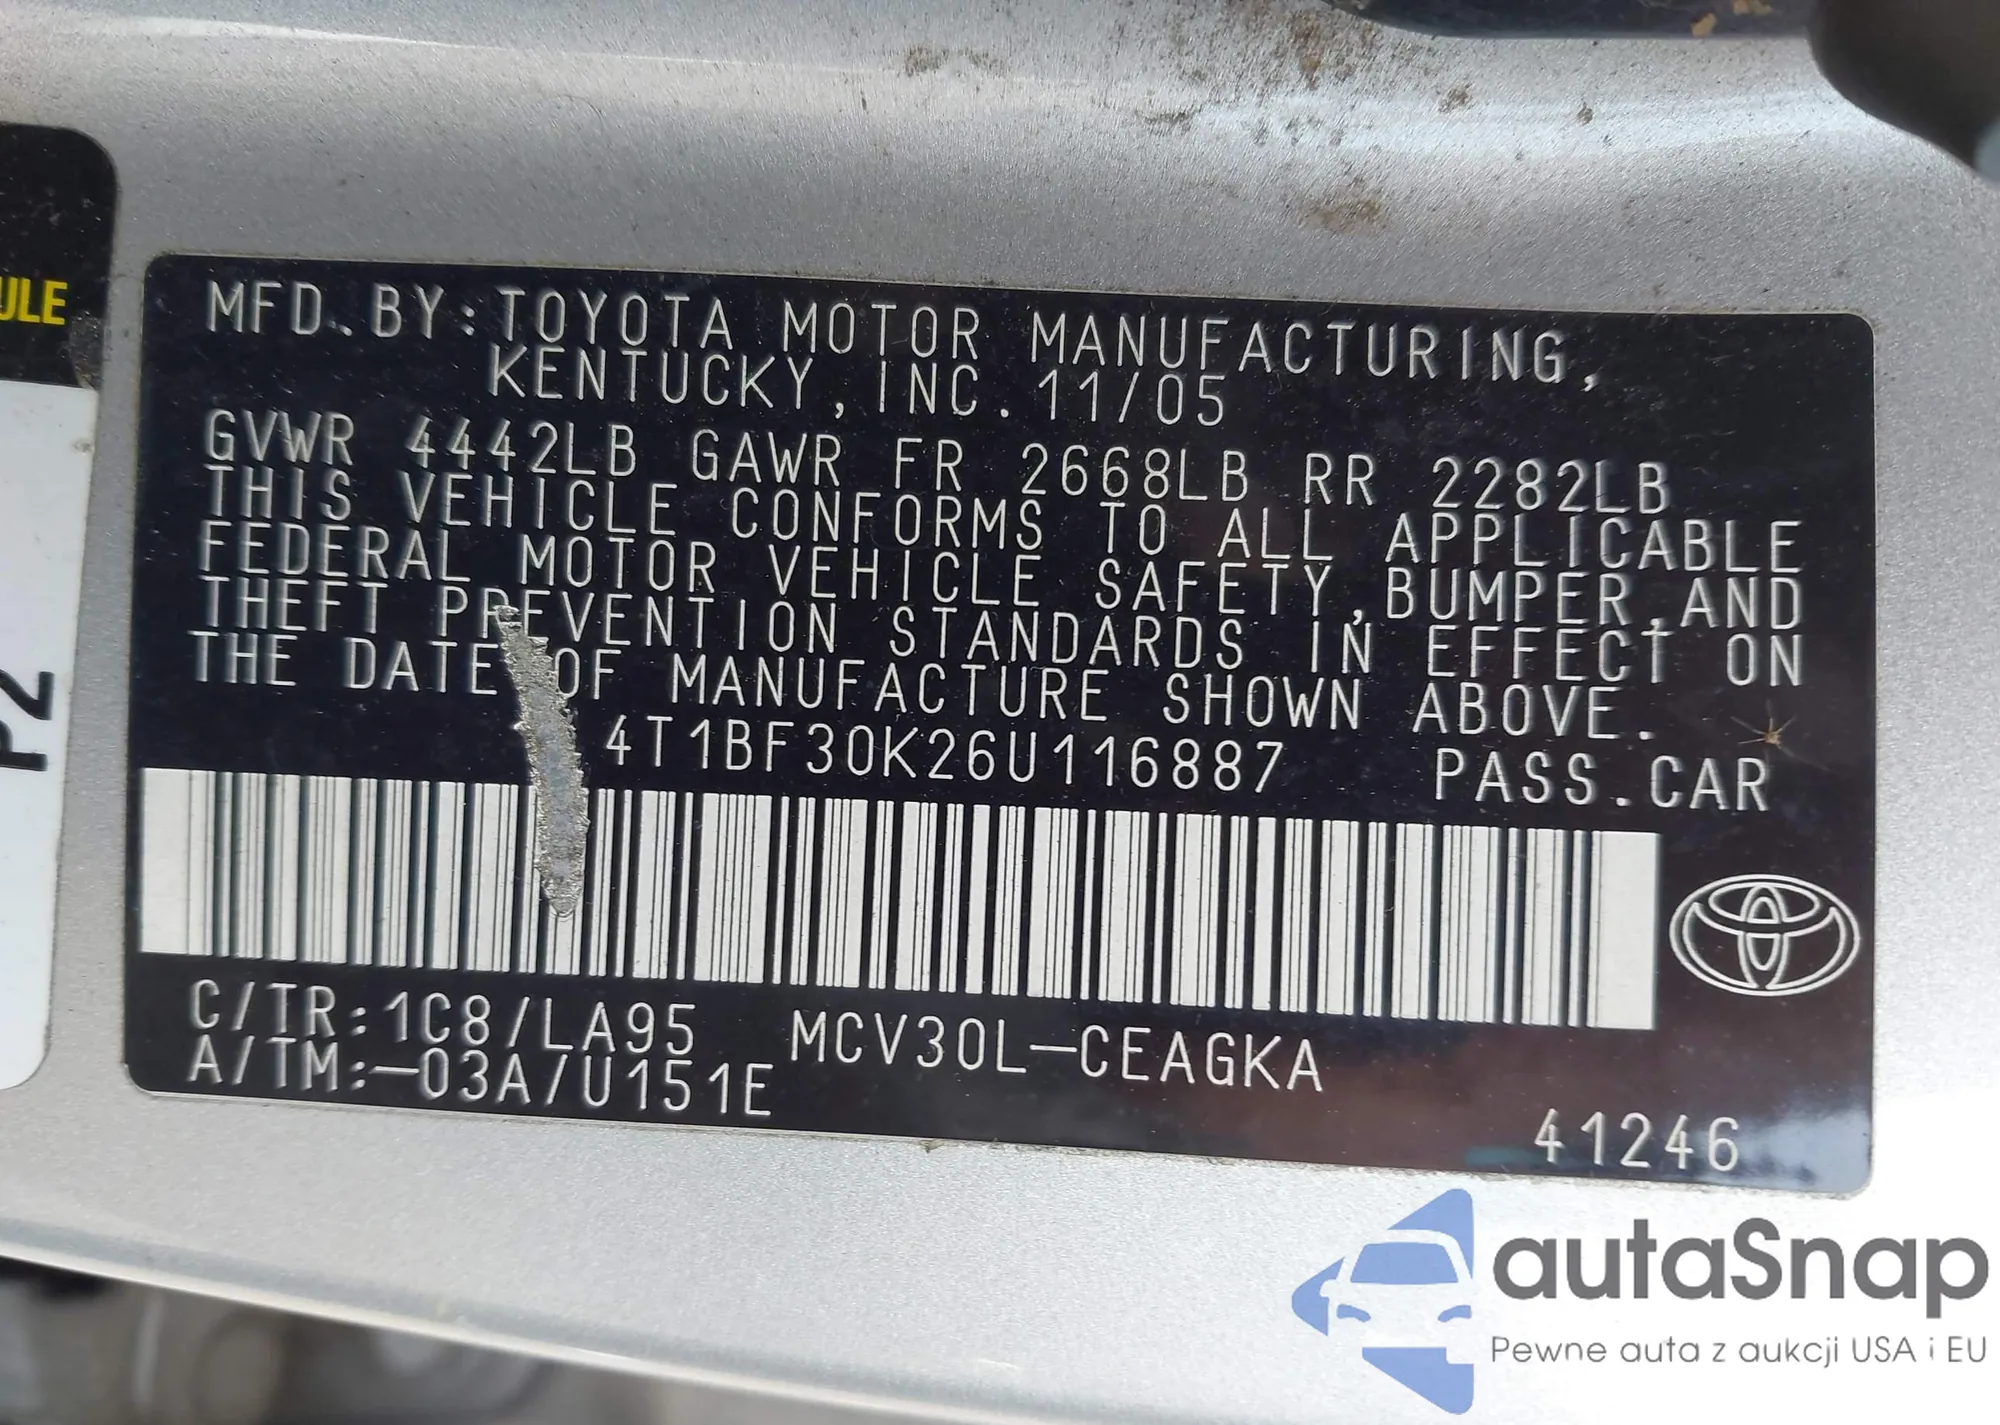 ULE
P2
MFD. BY: TOYOTA MOTOR MANUFACTURING,
KENTUCKY, INC. 11/05
GVWR 4442LB GAWR FR 2668LB RR 2282LB
THIS VEHICLE CONFORMS TO ALL APPLICABLE
FEDERAL MOTOR VEHICLE SAFETY, BUMPER, AND
THEFT PREVENTION STANDARDS IN EFFECT ON
THE DATE OF MANUFACTURE SHOWN ABOVE.
4T1BF30K26U116887 PASS.CAR
C/TR:1C8/LA95 MCV30L-CEAGKA
A/TM:-03A/U151E
41246
autaSnap
Pewne auta z aukcji USA i EU